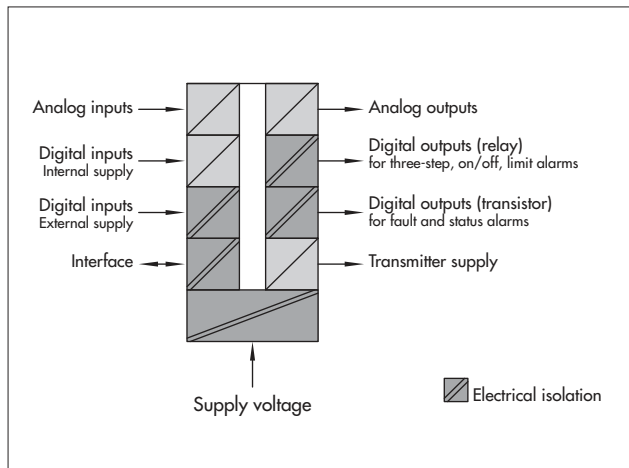 Analog inputs
Analog outputs
Digital inputs
Internal supply
Digital outputs (relay)
for three-step, on/off, limit alarms
Digital inputs
External supply
Digital outputs (transistor)
for fault and status alarms
Interface
Transmitter supply
Supply voltage
Electrical isolation